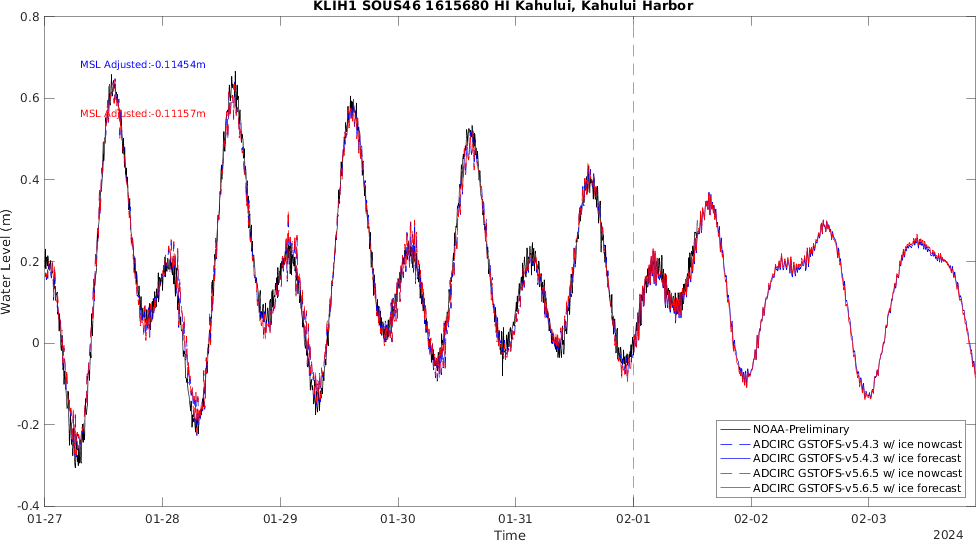 KLIH1 SOUS46 1615680 HI Kahului, Kahului Harbor
0.8
MSL Adjusted:-0.11454m
0.6
MSL Adjusted:-0.11157m
0.4
0.2
Water Level (m)
0
-0.2
-0.4
NOAA-Preliminary
ADCIRC GSTOFS-v5.4.3 w/ ice nowcast
ADCIRC GSTOFS-v5.4.3 w/ ice forecast
ADCIRC GSTOFS-v5.6.5 w/ ice nowcast
ADCIRC GSTOFS-v5.6.5 w/ ice forecast
01-27 01-28 01-29 01-30 01-31 02-01 02-02 02-03
Time
2024